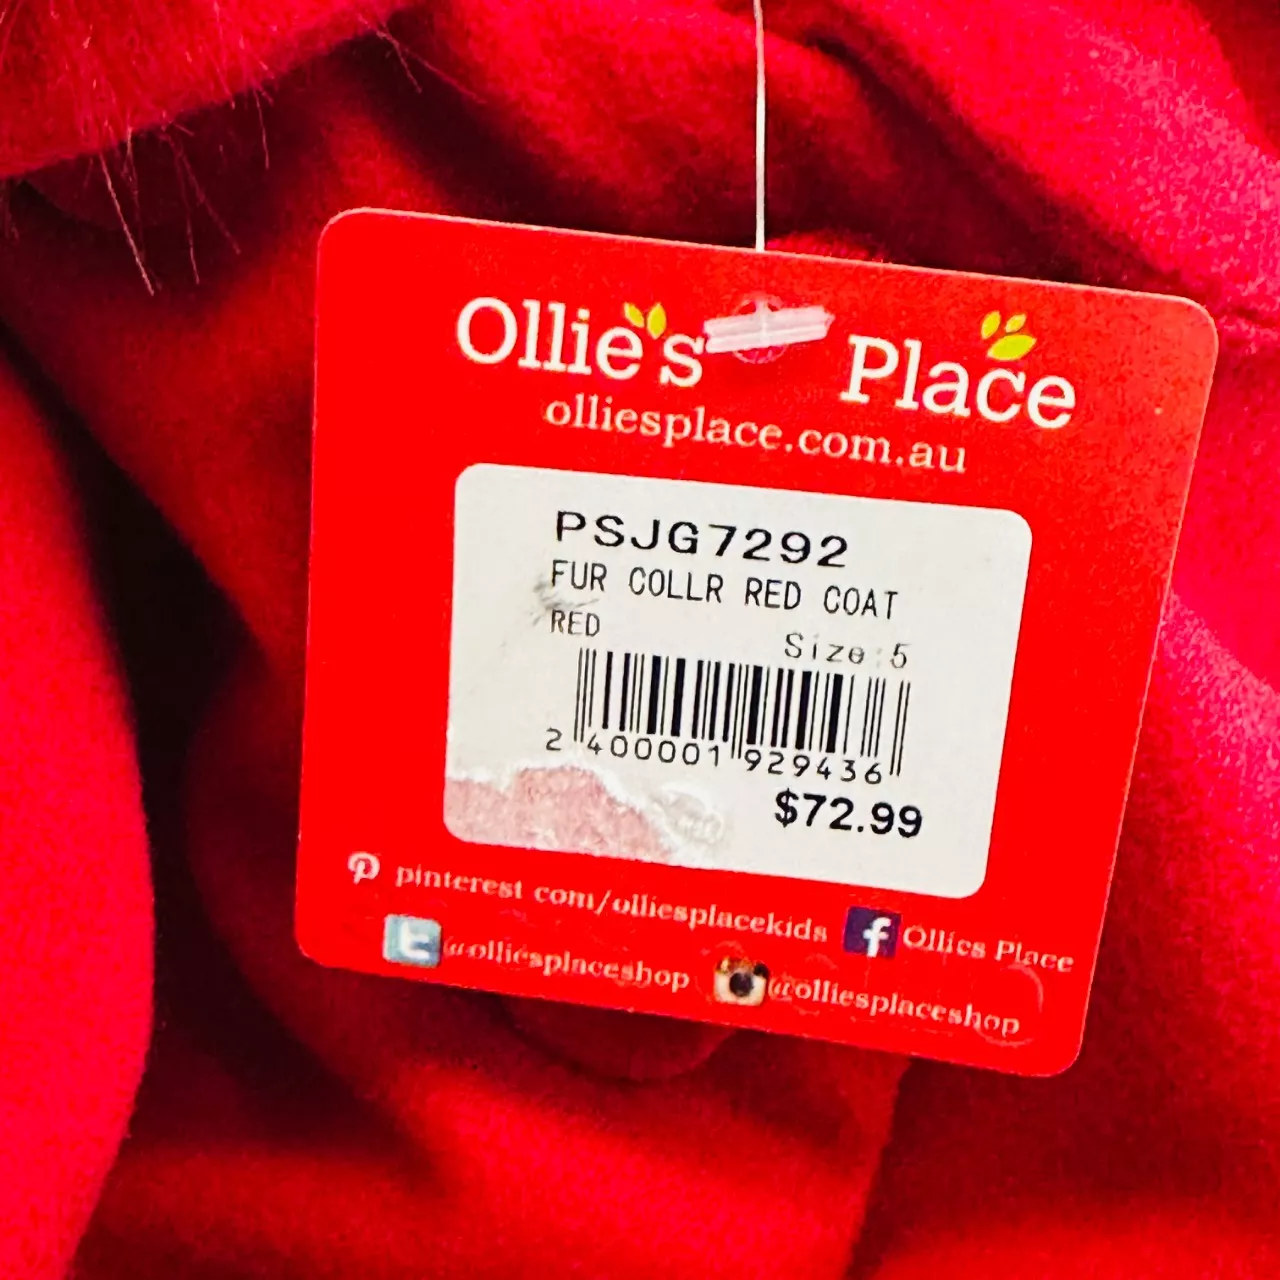 Ollie's Place
olliesplace.com.au
PSJG7292
FUR COLLR RED COAT
RED Size:5
2 400001 929436
$72.99
pinterest com/olliesplacekids Ollies Place
@olliesplaceshop @olliesplaceshop